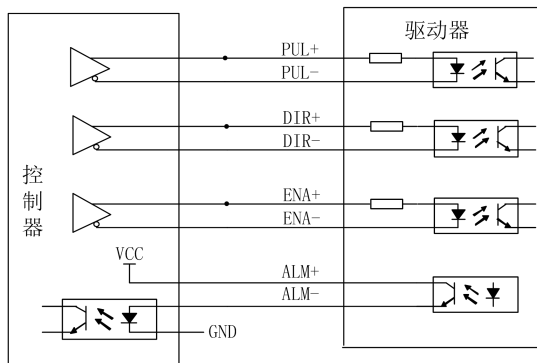 驱动器
PUL+
PUL-
DIR+
DIR-
控制器
ENA+
ENA-
VCC
ALM+
ALM-
GND